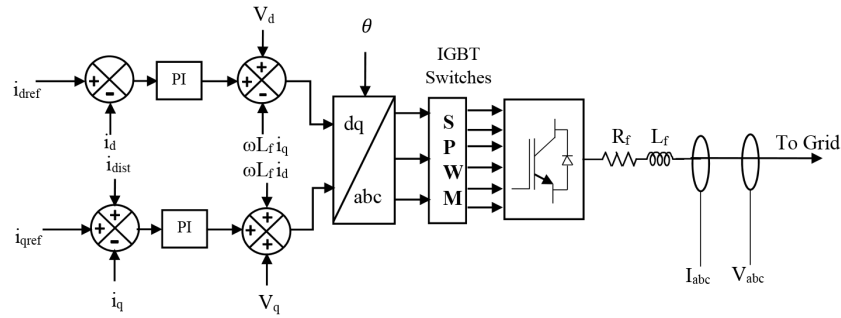 V_d
θ
IGBT
Switches
PI
i_dref
i_d
i_dist
ωL_f i_q
ωL_f i_d
dq
abc
S
P
W
M
R_f
L_f
To Grid
i_qref
PI
i_q
V_q
I_abc
V_abc